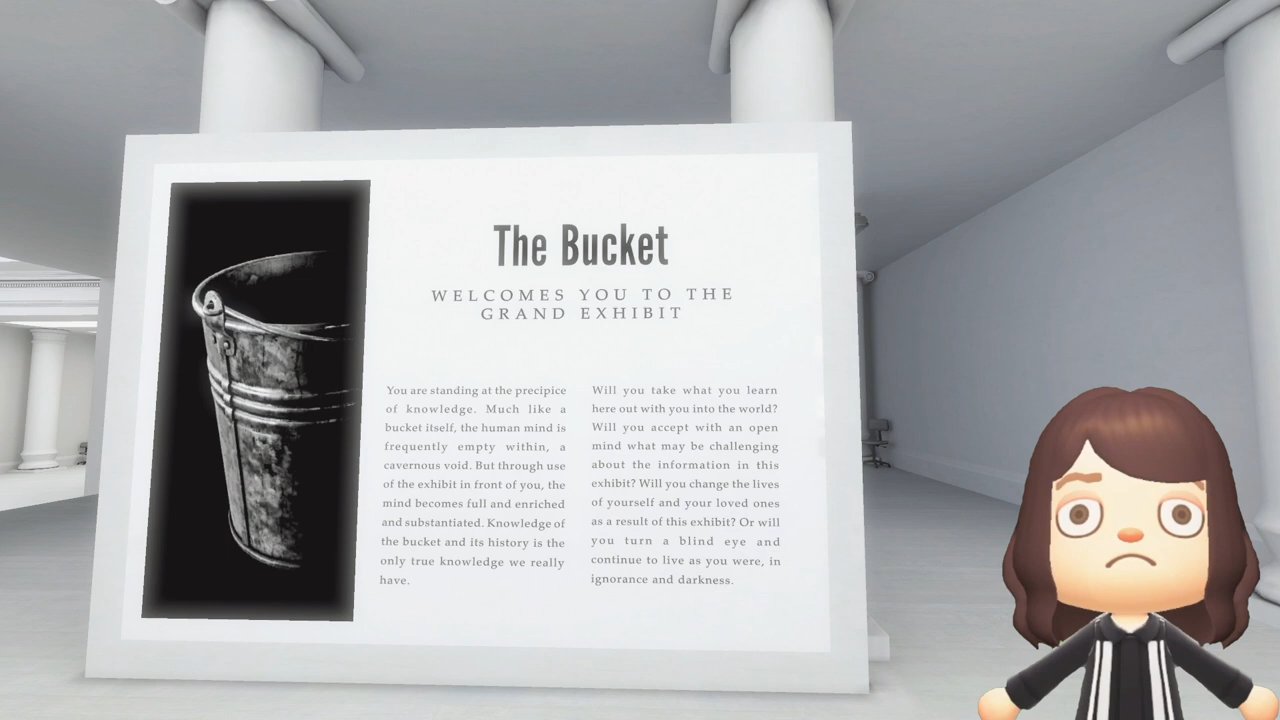 The Bucket
WELCOMES YOU TO THE
GRAND EXHIBIT
You are standing at the precipice
of knowledge. Much like a
bucket itself, the human mind is
frequently empty within, a
cavernous void. But through use
of the exhibit in front of you, the
mind becomes full and enriched
and substantiated. Knowledge of
the bucket and its history is the
only true knowledge we really
have.
Will you take what you learn
here out with you into the world?
Will you accept with an open
mind what may be challenging
about the information in this
exhibit? Will you change the lives
of yourself and your loved ones
as a result of this exhibit? Or will
you turn a blind eye and
continue to live as you were, in
ignorance and darkness.